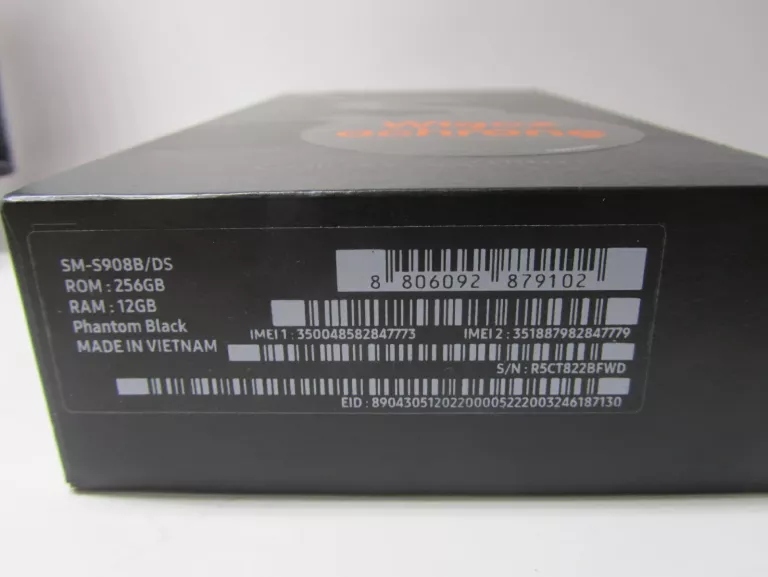 ochranu
SM-S908B/DS
ROM : 256GB
RAM : 12GB
Phantom Black
MADE IN VIETNAM
8 806092 879102
IMEI 1 : 350048582847773 IMEI 2 : 351887982847779
S/N : R5CT822BFWD
EID : 89043051202200005222003246187130